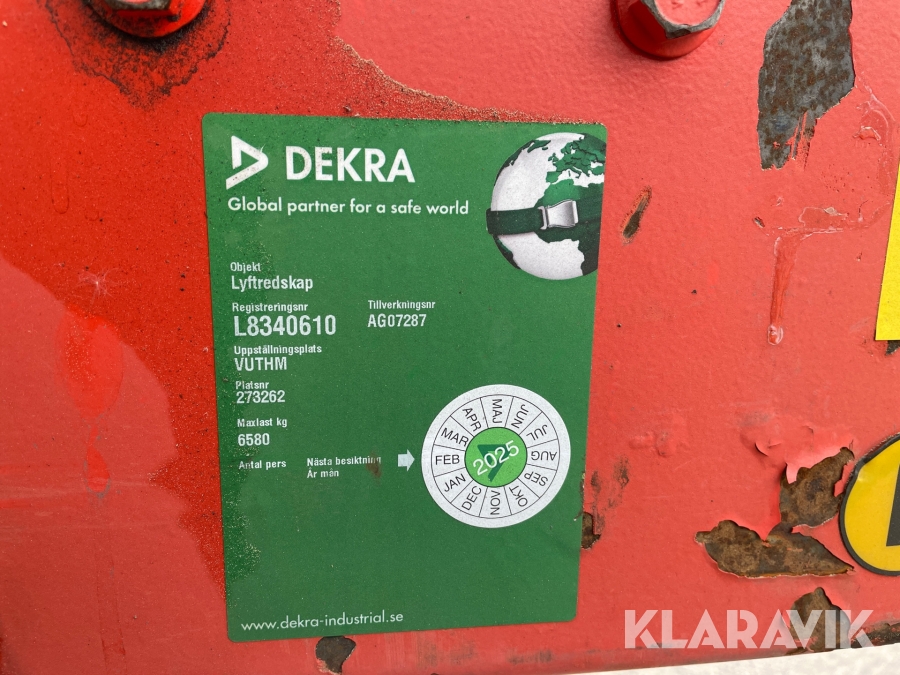 DEKRA
Global partner for a safe world
Objekt
Lyftredskap
Registreringsnr Tillverkningsnr
L8340610 AG07287
Uppställningsplats
VUTHM
Platsnr
273262
Maxlast kg
6580
Antal pers Nästa besiktning
År mån
JAN FEB MAR APR MAJ JUN JUL AUG SEP OKT NOV DEC
2025
www.dekra-industrial.se
KLARAVIK